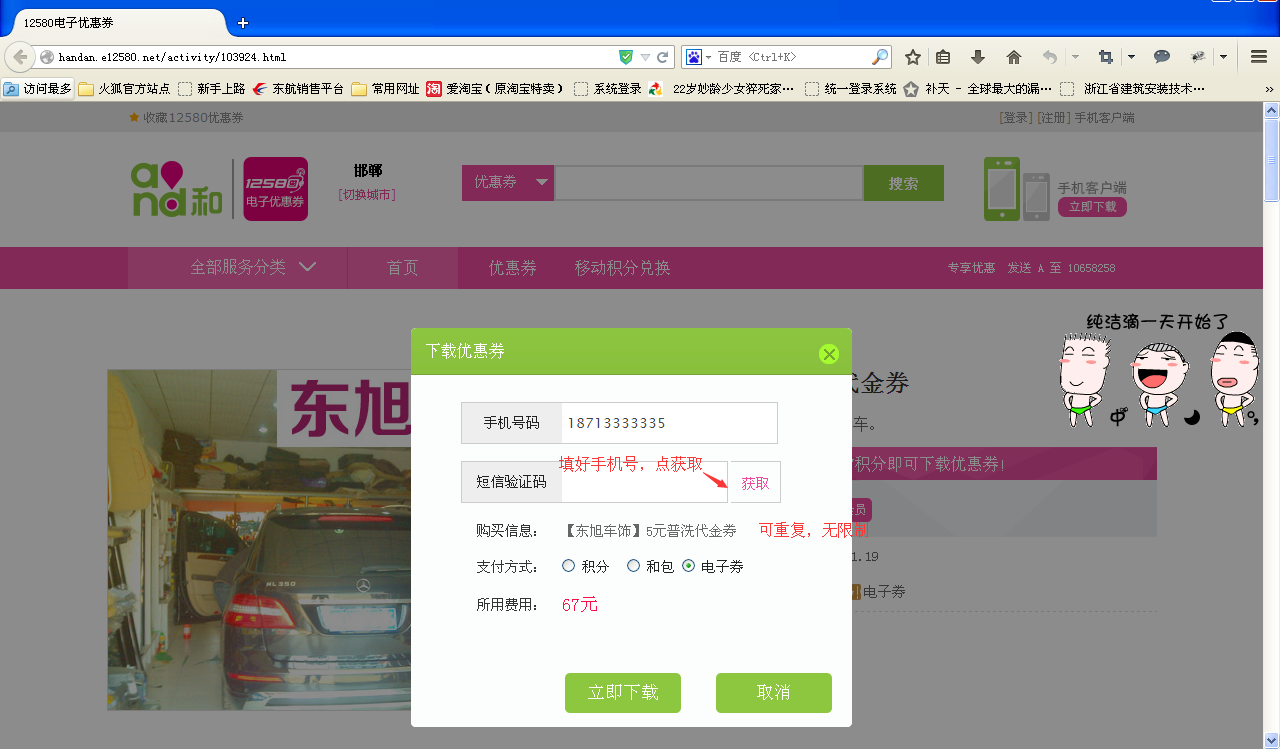 12580电子优惠券
handan.e12580.net/activity/103924.html
百度 <Ctrl+K>
访问最多 火狐官方站点 新手上路 东航销售平台 常用网址 爱淘宝（原淘宝特卖） 系统登录 22岁妙龄少女猝死家… 统一登录系统 补天 - 全球最大的漏… 浙江省建筑安装技术…
收藏12580优惠券
[登录] [注册] 手机客户端
and和
12580
电子优惠券
邯郸
[切换城市]
优惠券
搜索
手机客户端
立即下载
全部服务分类 首页 优惠券 移动积分兑换
专享优惠 发送 A 至 10658258
纯洁滴一天开始了
下载优惠券
东旭
代金券
手机号码 18713333335
车。
填好手机号，点获取
积分即可下载优惠券!
短信验证码
获取
员
购买信息： 【东旭车饰】5元普洗代金券
可重复，无限制
支付方式： 积分 和包 电子券
1.19
ML 350
电子券
所用费用： 67元
立即下载 取消